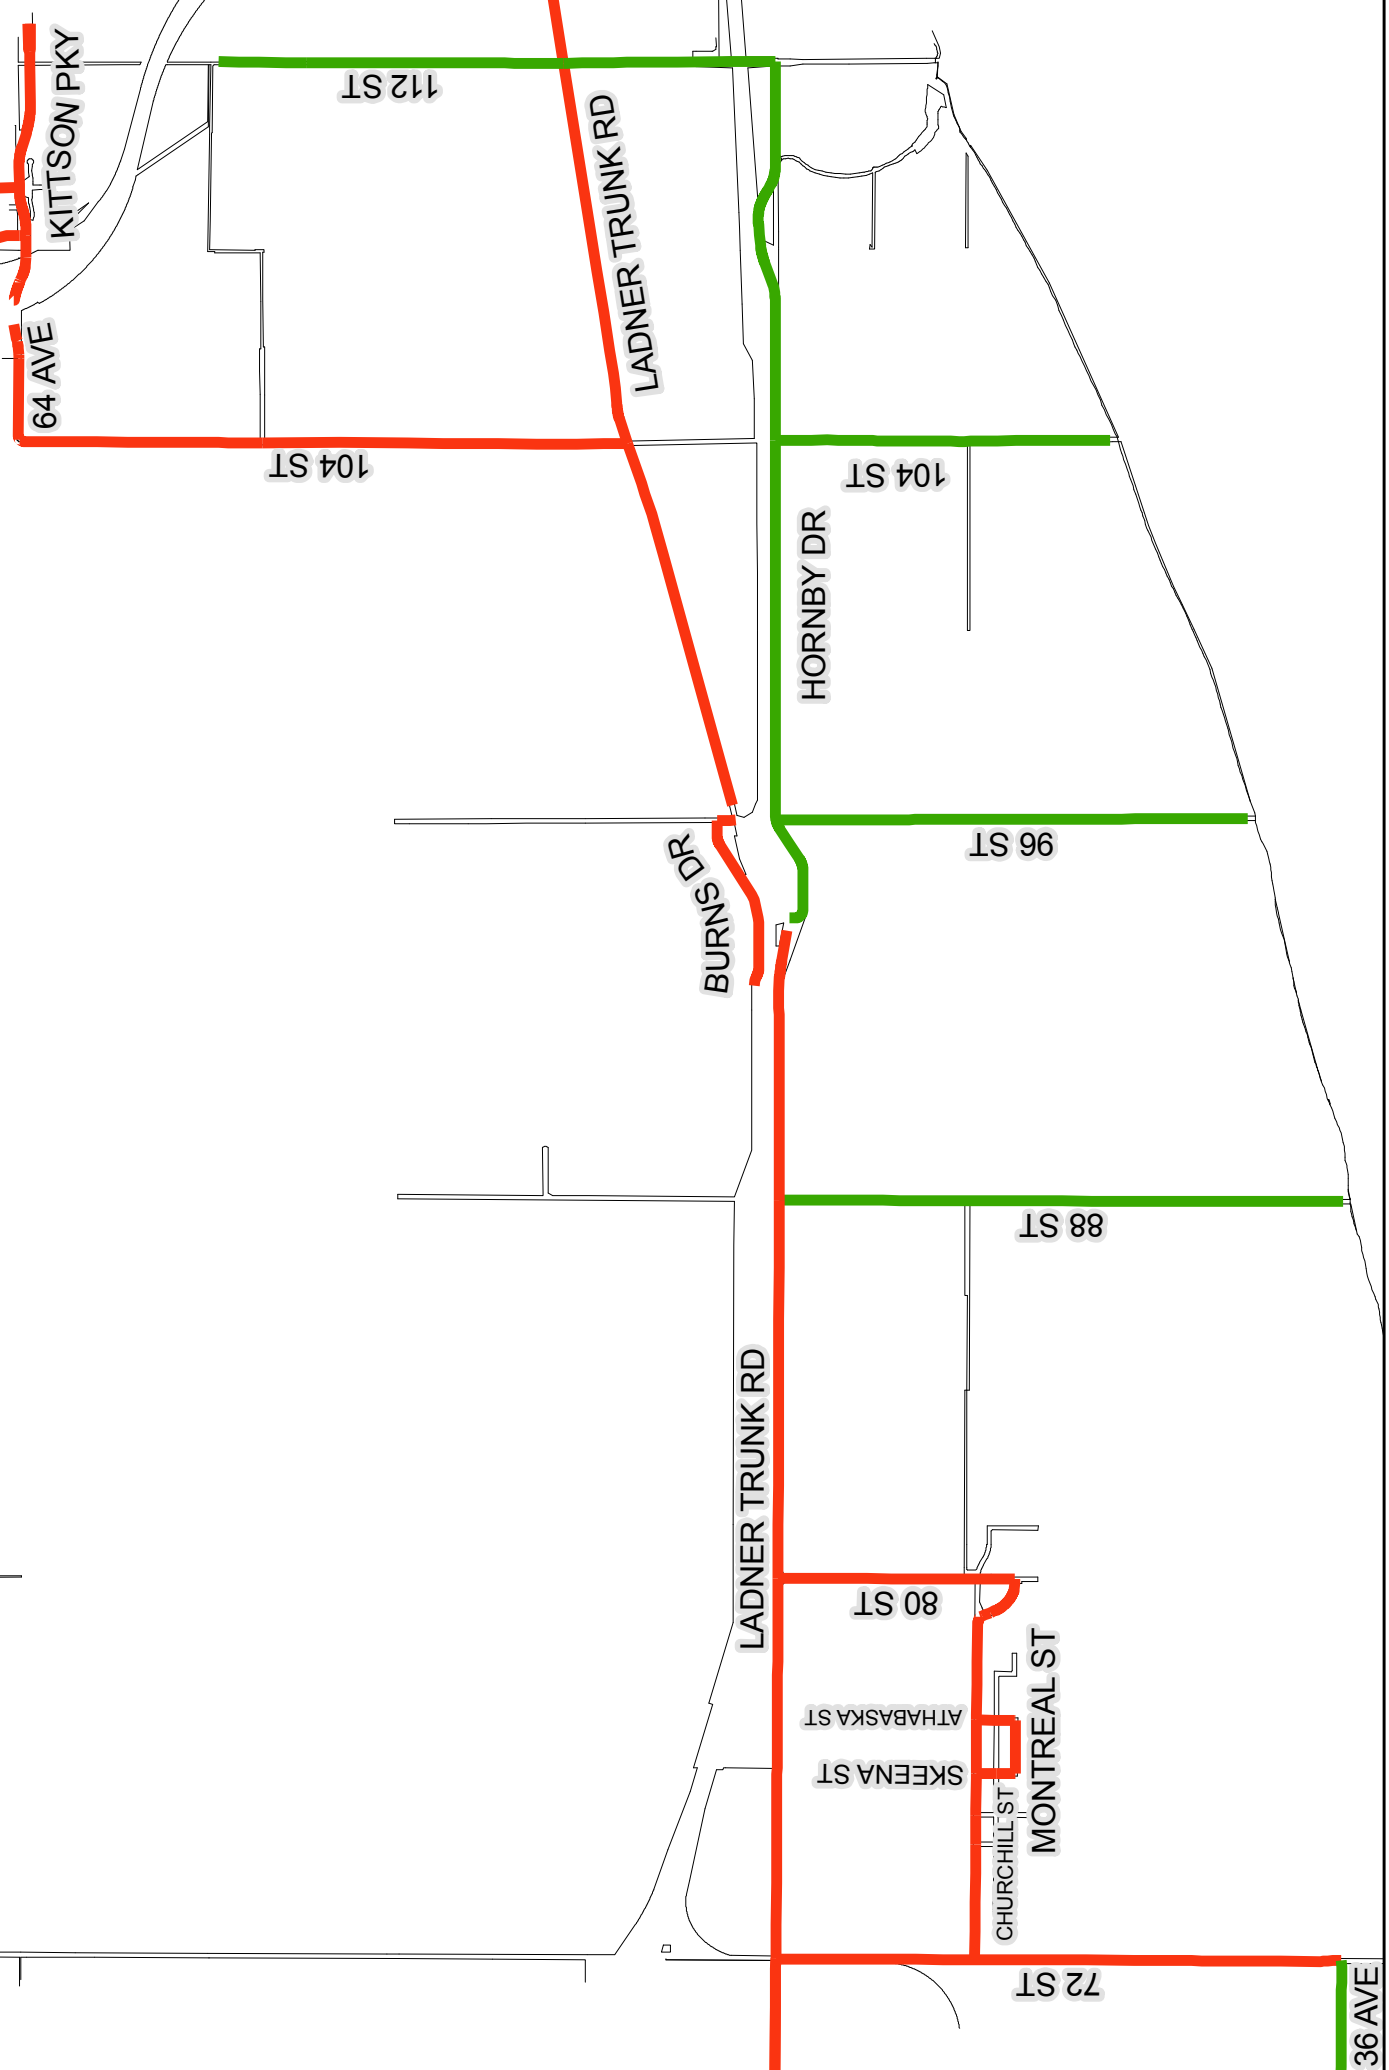 KITTSON PKY
112 ST
LADNER TRUNK RD
64 AVE
104 ST
104 ST
HORNBY DR
BURNS DR
96 ST
88 ST
LADNER TRUNK RD
80 ST
ATHABASKA ST
SKEENA ST
MONTREAL ST
CHURCHILL ST
72 ST
36 AVE